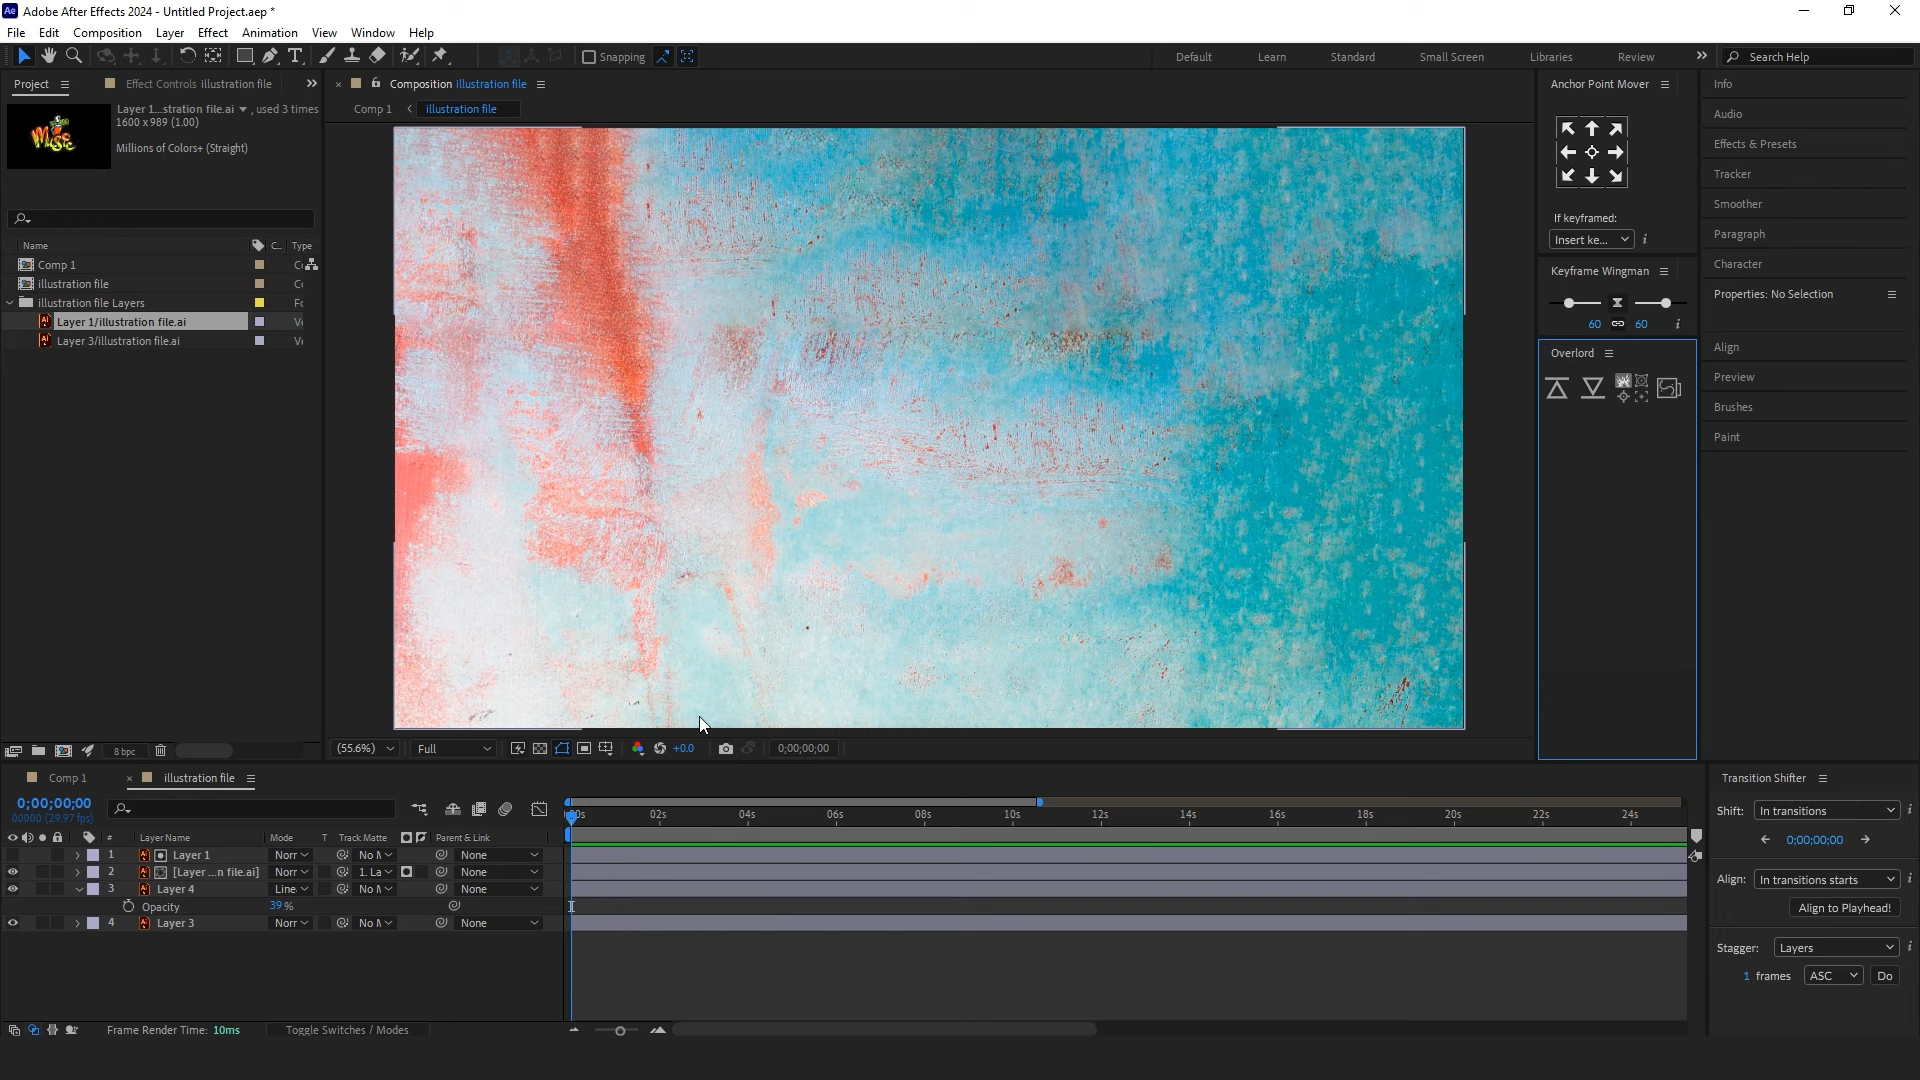 Adobe After Effects 2024 - Untitled Project.aep *
File Edit Composition Layer Effect Animation View Window Help
Snapping Default Learn Standard Small Screen Libraries Review Search Help
Project Effect Controls illustration file
Layer 1...stration file.ai , used 3 times
1600 x 989 (1.00)
Millions of Colors+ (Straight)
Music
Name C... Type
Comp 1
illustration file
illustration file Layers
Layer 1/illustration file.ai
Layer 3/illustration file.ai
8 bpc
Composition illustration file
Comp 1 illustration file
(55.6%) Full +0.0 0;00;00;00
Anchor Point Mover
If keyframed:
Insert ke...
Keyframe Wingman
60 60
Overlord
Info
Audio
Effects & Presets
Tracker
Smoother
Paragraph
Character
Properties: No Selection
Align
Preview
Brushes
Paint
Comp 1 illustration file
0;00;00;00
00000 (29.97 fps)
# Layer Name Mode T Track Matte Parent & Link
02s 04s 06s 08s 10s 12s 14s 16s 18s 20s 22s 24s
1 Layer 1 None
2 [Layer ...n file.ai] 1. La None
3 Layer 4 Line None
Opacity 39 %
4 Layer 3 None
Frame Render Time: 10ms Toggle Switches / Modes
Transition Shifter
Shift: In transitions
0;00;00;00
Align: In transitions starts
Align to Playhead!
Stagger: Layers
1 frames ASC Do